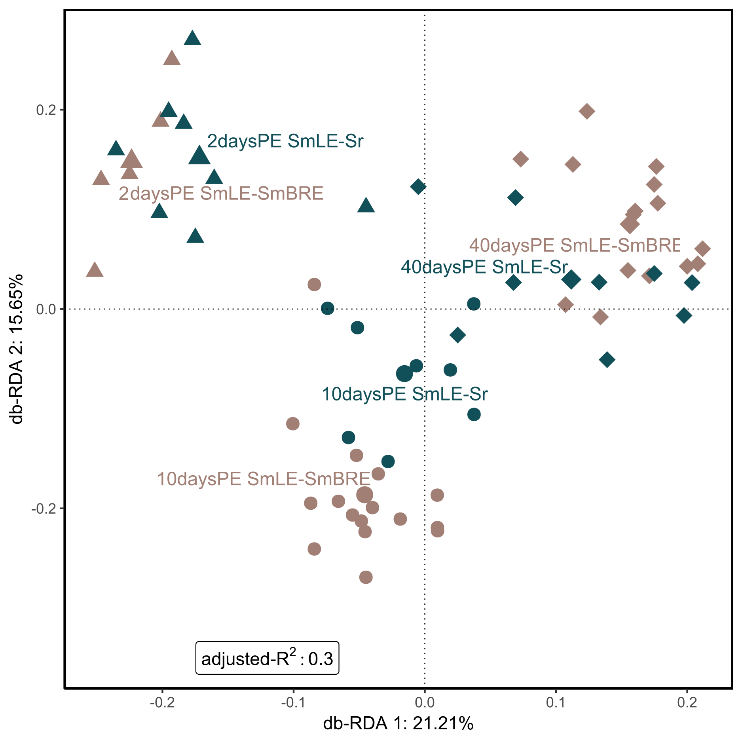 0.2
2daysPE SmLE-Sr
2daysPE SmLE-SmBRE
40daysPE SmLE-SmBRE
40daysPE SmLE-Sr
0.0
10daysPE SmLE-Sr
10daysPE SmLE-SmBRE
-0.2
adjusted-R²: 0.3
-0.2 -0.1 0.0 0.1 0.2
db-RDA 1: 21.21%
db-RDA 2: 15.65%